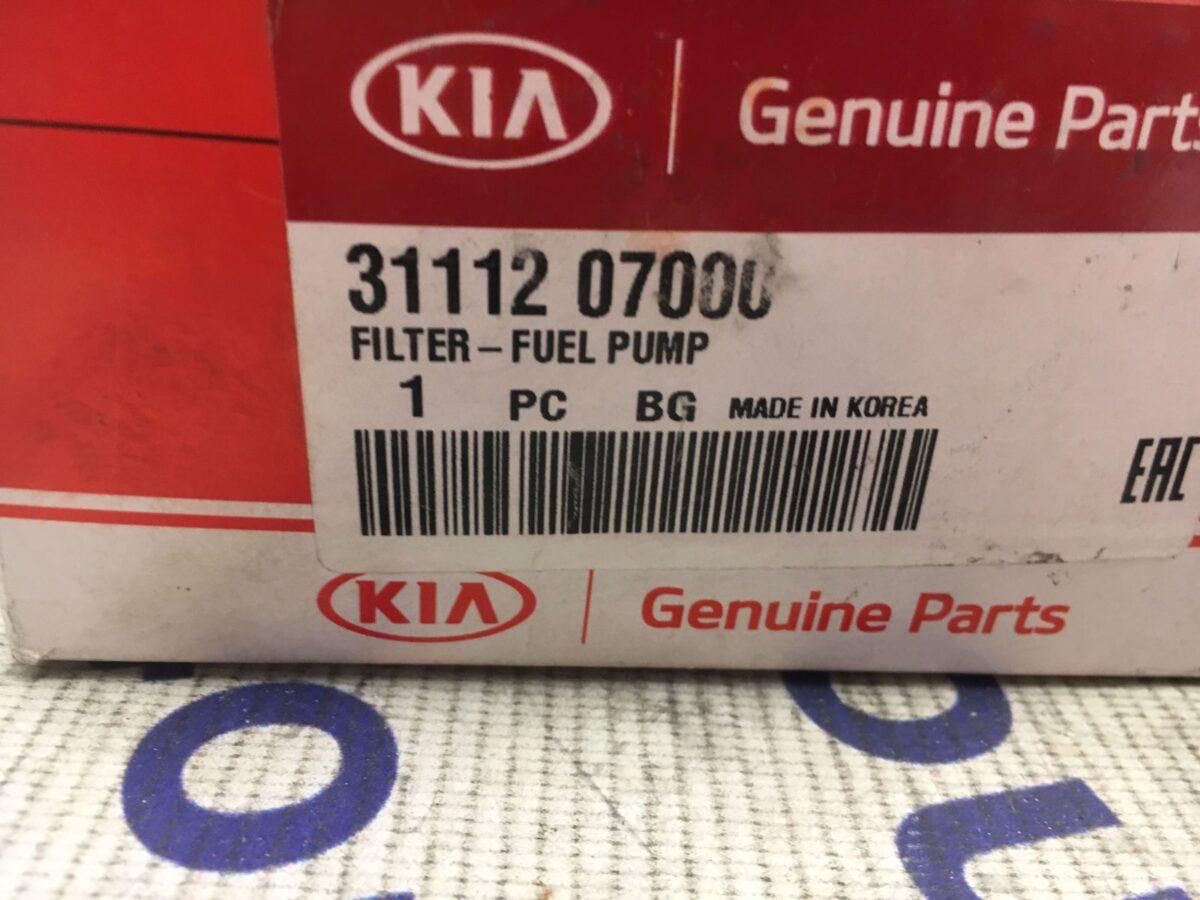 KIA Genuine Parts
31112 07000
FILTER – FUEL PUMP
1 PC BG MADE IN KOREA
EAC
KIA Genuine Parts